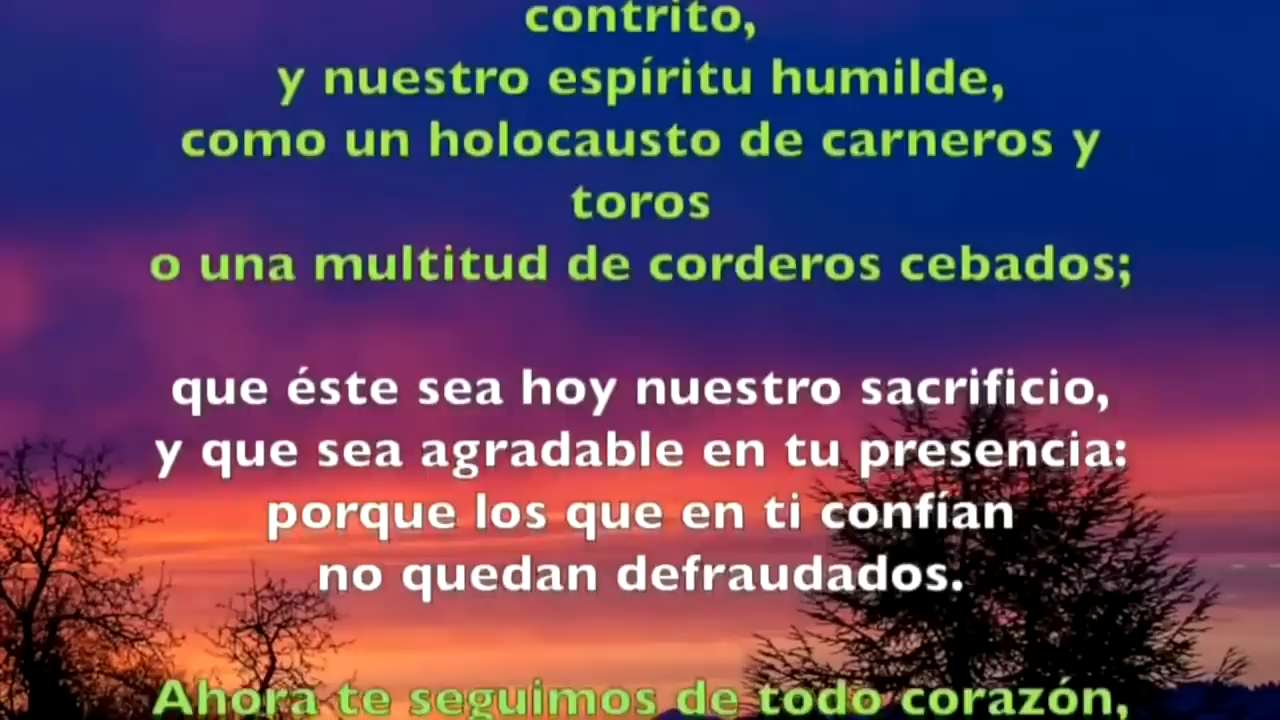 contrito,
y nuestro espíritu humilde,
como un holocausto de carneros y
toros
o una multitud de corderos cebados;
que éste sea hoy nuestro sacrificio,
y que sea agradable en tu presencia:
porque los que en ti confían
no quedan defraudados.
Ahora te seguimos de todo corazón,